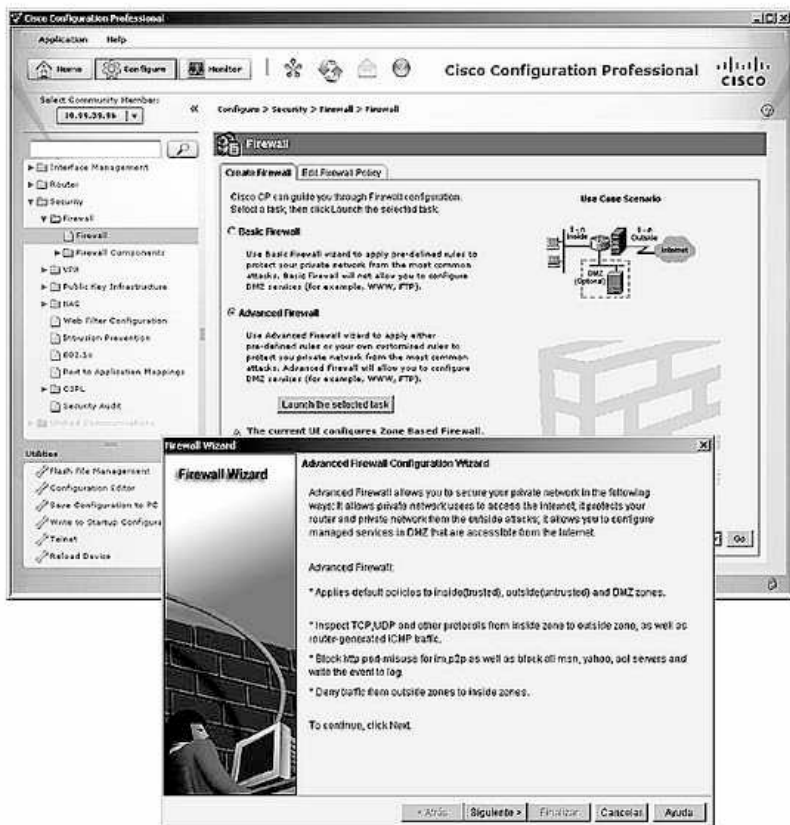 Cisco Configuration Professional
Application Help
Home Configure Monitor Cisco Configuration Professional CISCO
Select Community Member:
10.99.39.96
Configure > Security > Firewall > Firewall
Firewall
Interface Management
Router
Security
Firewall
Firewall
Firewall Components
VPN
Public Key Infrastructure
NAC
Web Filter Configuration
Intrusion Prevention
802.1x
Port to Application Mappings
C3PL
Security Audit
Unified Communications
Utilities
Flash File Management
Configuration Editor
Save Configuration to PC
Write to Startup Configura
Telnet
Reload Device
Create Firewall Edit Firewall Policy
Cisco CP can guide you through Firewall configuration.
Select a task, then click Launch the selected task.
Basic Firewall
Use Basic Firewall wizard to apply pre-defined rules to
protect your private network from the most common
attacks. Basic Firewall will not allow you to configure
DMZ services (for example, WWW, FTP).
Advanced Firewall
Use Advanced Firewall wizard to apply either
pre-defined rules or your own customized rules to
protect you private network from the most common
attacks. Advanced Firewall will allow you to configure
DMZ services (for example, WWW, FTP).
Launch the selected task
The current UI configures Zone Based Firewall.
Use Case Scenario
1-n
Inside
1-n
Outside
Internet
DMZ
(Optional)
Go
Firewall Wizard
Firewall Wizard
Advanced Firewall Configuration Wizard
Advanced Firewall allows you to secure your private network in the following
ways: It allows private network users to access the Internet, it protects your
router and private network from the outside attacks; it allows you to configure
managed services in DMZ that are accessible from the Internet.
Advanced Firewall:
* Applies default policies to inside(trusted), outside(untrusted) and DMZ zones.
* Inspect TCP,UDP and other protocols from inside zone to outside zone, as well as
router-generated ICMP traffic.
* Block http port-misuse for im,p2p as well as block all msn, yahoo, aol servers and
write the event to log.
* Deny traffic from outside zones to inside zones.
To continue, click Next.
< Atrás Siguiente > Finalizar Cancelar Ayuda